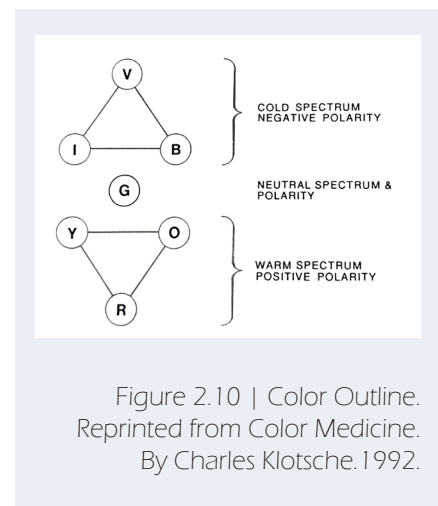 V
I B
COLD SPECTRUM
NEGATIVE POLARITY
G
NEUTRAL SPECTRUM &
POLARITY
Y O
R
WARM SPECTRUM
POSITIVE POLARITY
Figure 2.10 | Color Outline.
Reprinted from Color Medicine.
By Charles Klotsche.1992.